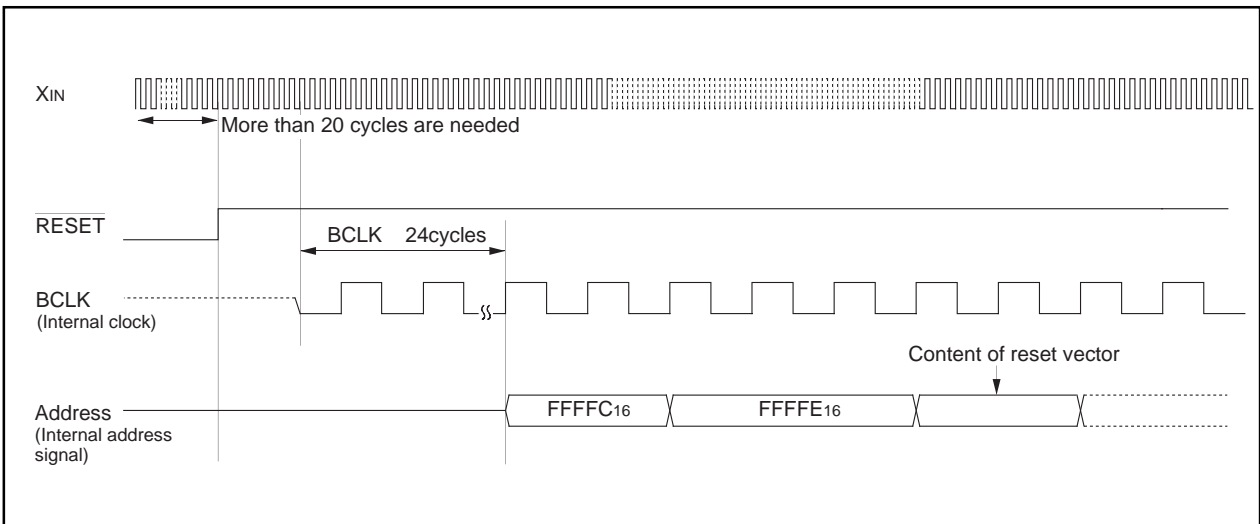 XIN
More than 20 cycles are needed
RESET
BCLK 24cycles
BCLK
(Internal clock)
Content of reset vector
Address
(Internal address
signal)
FFFFC16
FFFFE16